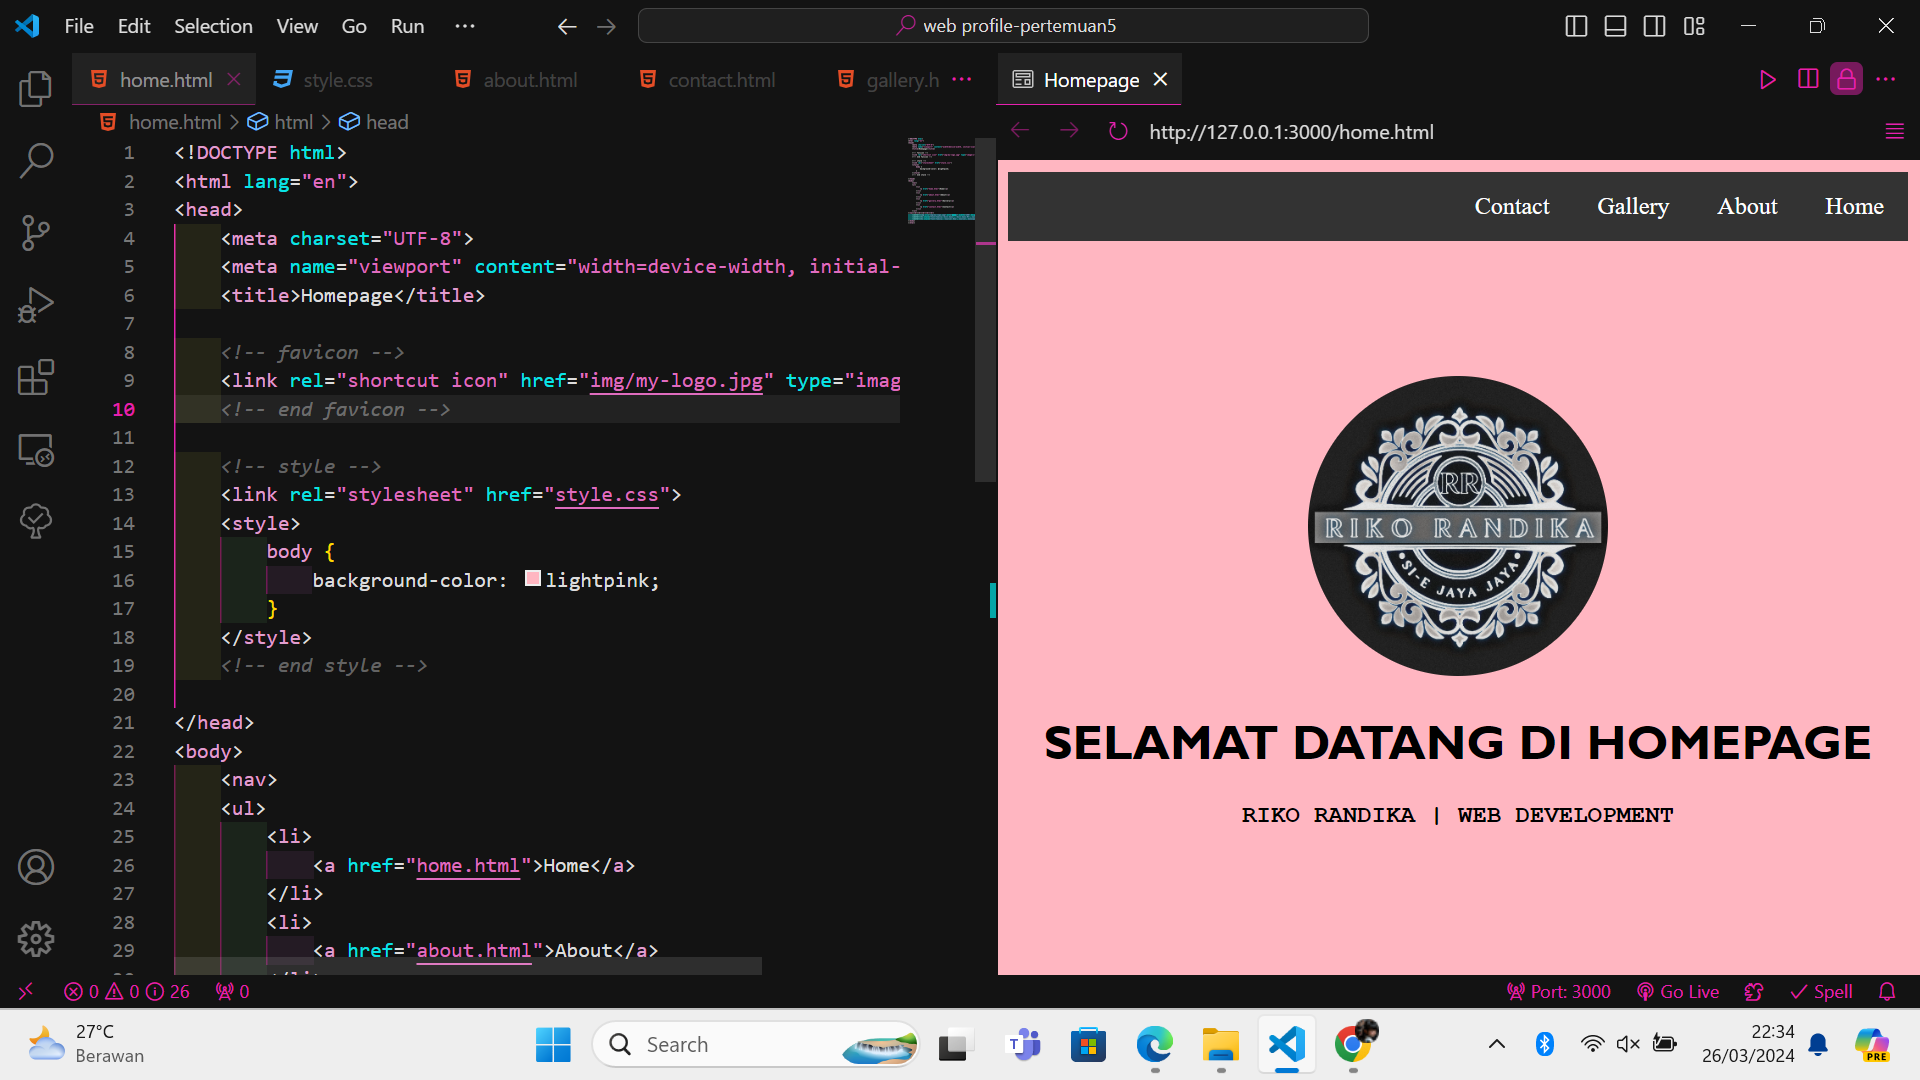 File Edit Selection View Go Run ···
web profile-pertemuan5
home.html style.css about.html contact.html gallery.h ···
home.html > html > head
1 <!DOCTYPE html>
2 <html lang="en">
3 <head>
4 <meta charset="UTF-8">
5 <meta name="viewport" content="width=device-width, initial-
6 <title>Homepage</title>
7
8 <!-- favicon -->
9 <link rel="shortcut icon" href="img/my-logo.jpg" type="imag
10 <!-- end favicon -->
11
12 <!-- style -->
13 <link rel="stylesheet" href="style.css">
14 <style>
15 body {
16 background-color: lightpink;
17 }
18 </style>
19 <!-- end style -->
20
21 </head>
22 <body>
23 <nav>
24 <ul>
25 <li>
26 <a href="home.html">Home</a>
27 </li>
28 <li>
29 <a href="about.html">About</a>
Homepage
http://127.0.0.1:3000/home.html
Contact Gallery About Home
RR
RIKO RANDIKA
•SI-E JAYA JAYA•
SELAMAT DATANG DI HOMEPAGE
RIKO RANDIKA | WEB DEVELOPMENT
0 0 26 0
Port: 3000 Go Live Spell
27°C
Berawan
Search
22:34
26/03/2024
PRE